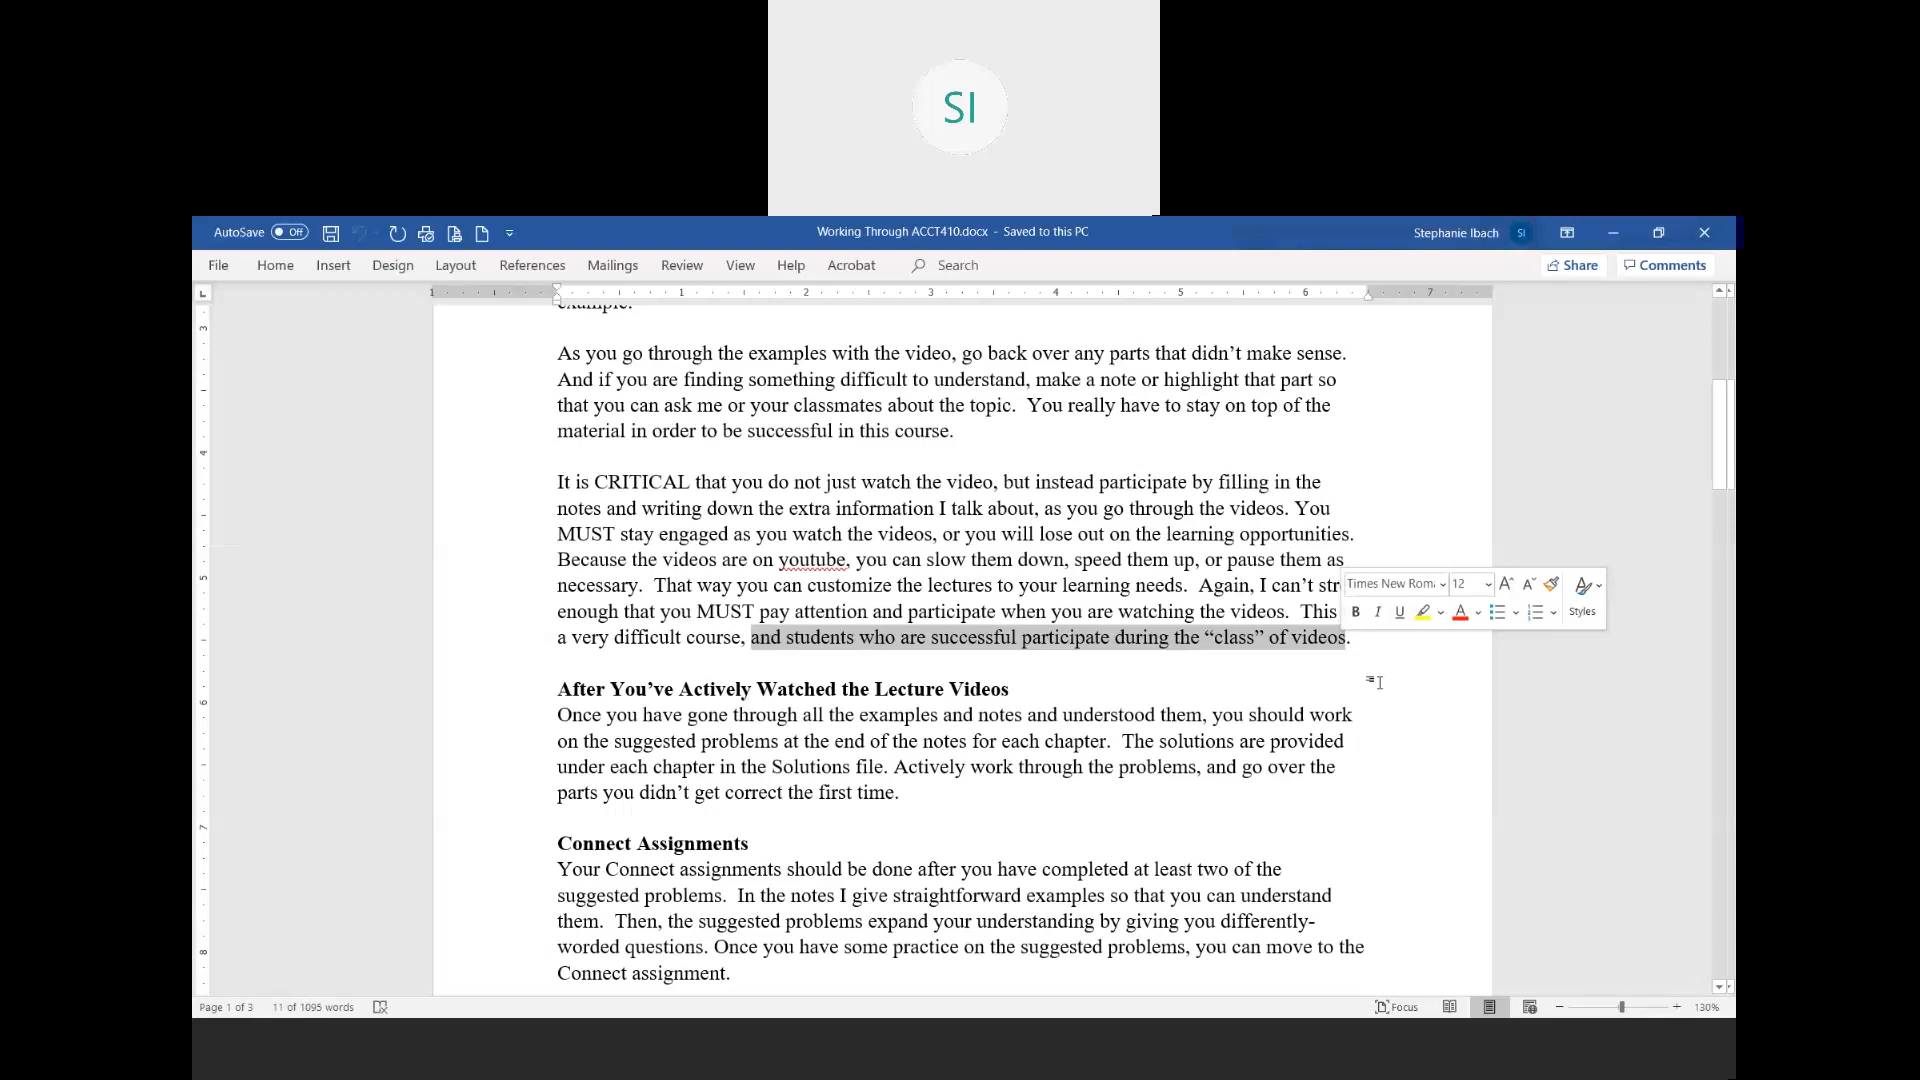 SI
AutoSave Off
Working Through ACCT410.docx - Saved to this PC
Stephanie Ibach SI
File Home Insert Design Layout References Mailings Review View Help Acrobat Search
Share Comments
1 1 2 3 4 5 6 7
example.
As you go through the examples with the video, go back over any parts that didn’t make sense.
And if you are finding something difficult to understand, make a note or highlight that part so
that you can ask me or your classmates about the topic.  You really have to stay on top of the
material in order to be successful in this course.
It is CRITICAL that you do not just watch the video, but instead participate by filling in the
notes and writing down the extra information I talk about, as you go through the videos. You
MUST stay engaged as you watch the videos, or you will lose out on the learning opportunities.
Because the videos are on youtube, you can slow them down, speed them up, or pause them as
necessary.  That way you can customize the lectures to your learning needs.  Again, I can’t str
enough that you MUST pay attention and participate when you are watching the videos.  This
a very difficult course, and students who are successful participate during the “class” of videos.
Times New Roma 12
B I U A Styles
After You’ve Actively Watched the Lecture Videos
Once you have gone through all the examples and notes and understood them, you should work
on the suggested problems at the end of the notes for each chapter.  The solutions are provided
under each chapter in the Solutions file. Actively work through the problems, and go over the
parts you didn’t get correct the first time.
Connect Assignments
Your Connect assignments should be done after you have completed at least two of the
suggested problems.  In the notes I give straightforward examples so that you can understand
them.  Then, the suggested problems expand your understanding by giving you differently-
worded questions. Once you have some practice on the suggested problems, you can move to the
Connect assignment.
3
4
5
6
7
8
Page 1 of 3 11 of 1095 words
Focus 130%